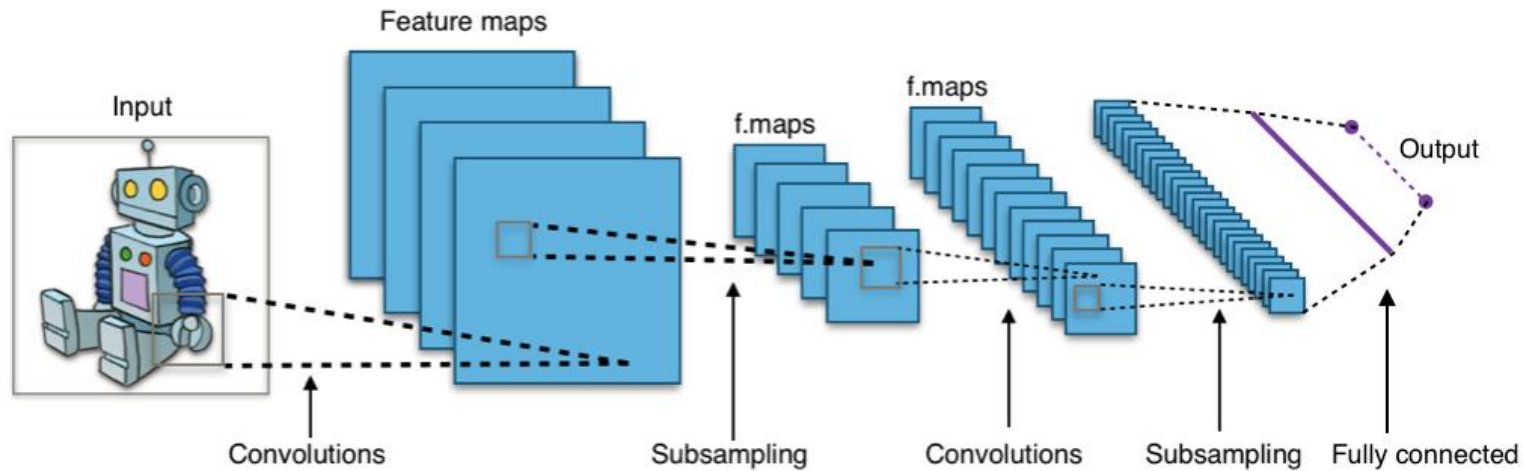 Feature maps
f.maps
Input
f.maps
Output
Convolutions
Subsampling
Convolutions
Subsampling
Fully connected